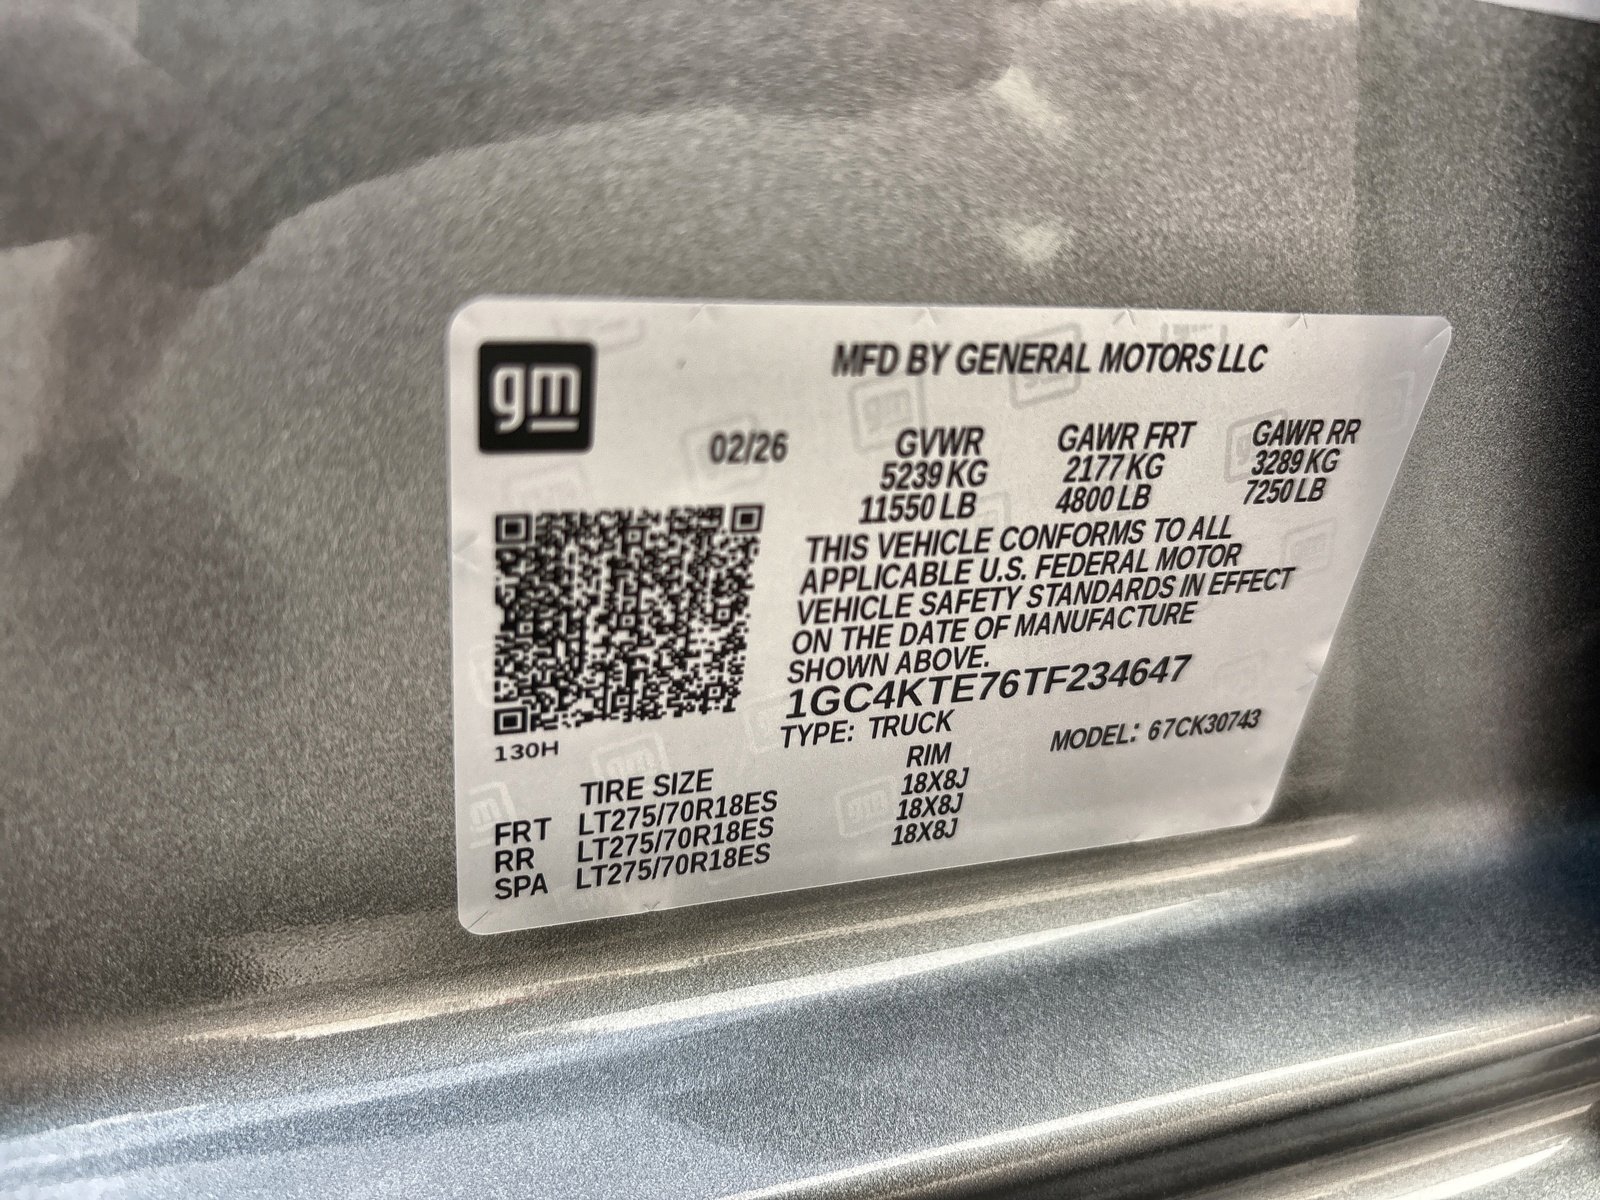 gm
MFD BY GENERAL MOTORS LLC
02/26
GVWR GAWR FRT GAWR RR
5239 KG 2177 KG 3289 KG
11550 LB 4800 LB 7250 LB
THIS VEHICLE CONFORMS TO ALL
APPLICABLE U.S. FEDERAL MOTOR
VEHICLE SAFETY STANDARDS IN EFFECT
ON THE DATE OF MANUFACTURE
SHOWN ABOVE.
1GC4KTE76TF234647
TYPE: TRUCK MODEL: 67CK30743
130H
TIRE SIZE RIM
FRT LT275/70R18ES 18X8J
RR LT275/70R18ES 18X8J
SPA LT275/70R18ES 18X8J